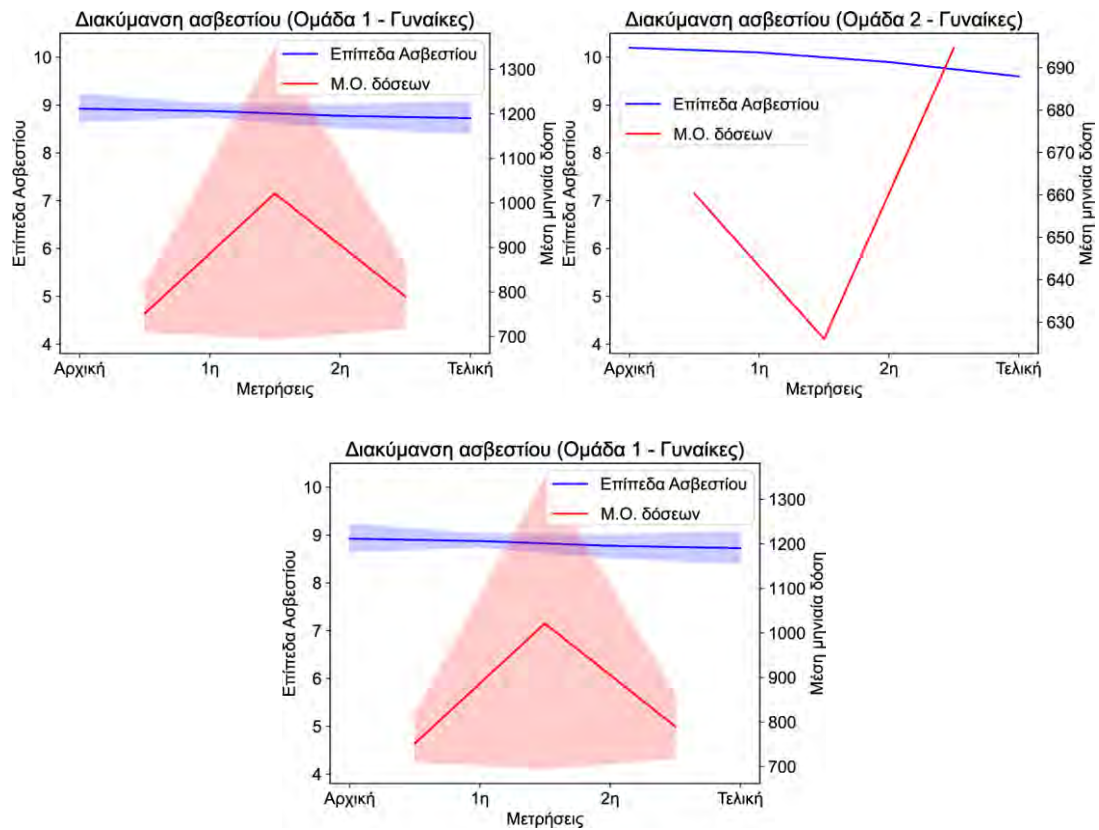 Διακύμανση ασβεστίου (Ομάδα 1 - Γυναίκες)
Επίπεδα Ασβεστίου
Μ.Ο. δόσεων
10
9
8
7
6
5
4
Επίπεδα Ασβεστίου
1300
1200
1100
1000
900
800
700
Μέση μηνιαία δόση
Αρχική 1η 2η Τελική
Μετρήσεις
Διακύμανση ασβεστίου (Ομάδα 2 - Γυναίκες)
Επίπεδα Ασβεστίου
Μ.Ο. δόσεων
10
9
8
7
6
5
4
Επίπεδα Ασβεστίου
690
680
670
660
650
640
630
Μέση μηνιαία δόση
Αρχική 1η 2η Τελική
Μετρήσεις
Διακύμανση ασβεστίου (Ομάδα 1 - Γυναίκες)
Επίπεδα Ασβεστίου
Μ.Ο. δόσεων
10
9
8
7
6
5
4
Επίπεδα Ασβεστίου
1300
1200
1100
1000
900
800
700
Μέση μηνιαία δόση
Αρχική 1η 2η Τελική
Μετρήσεις